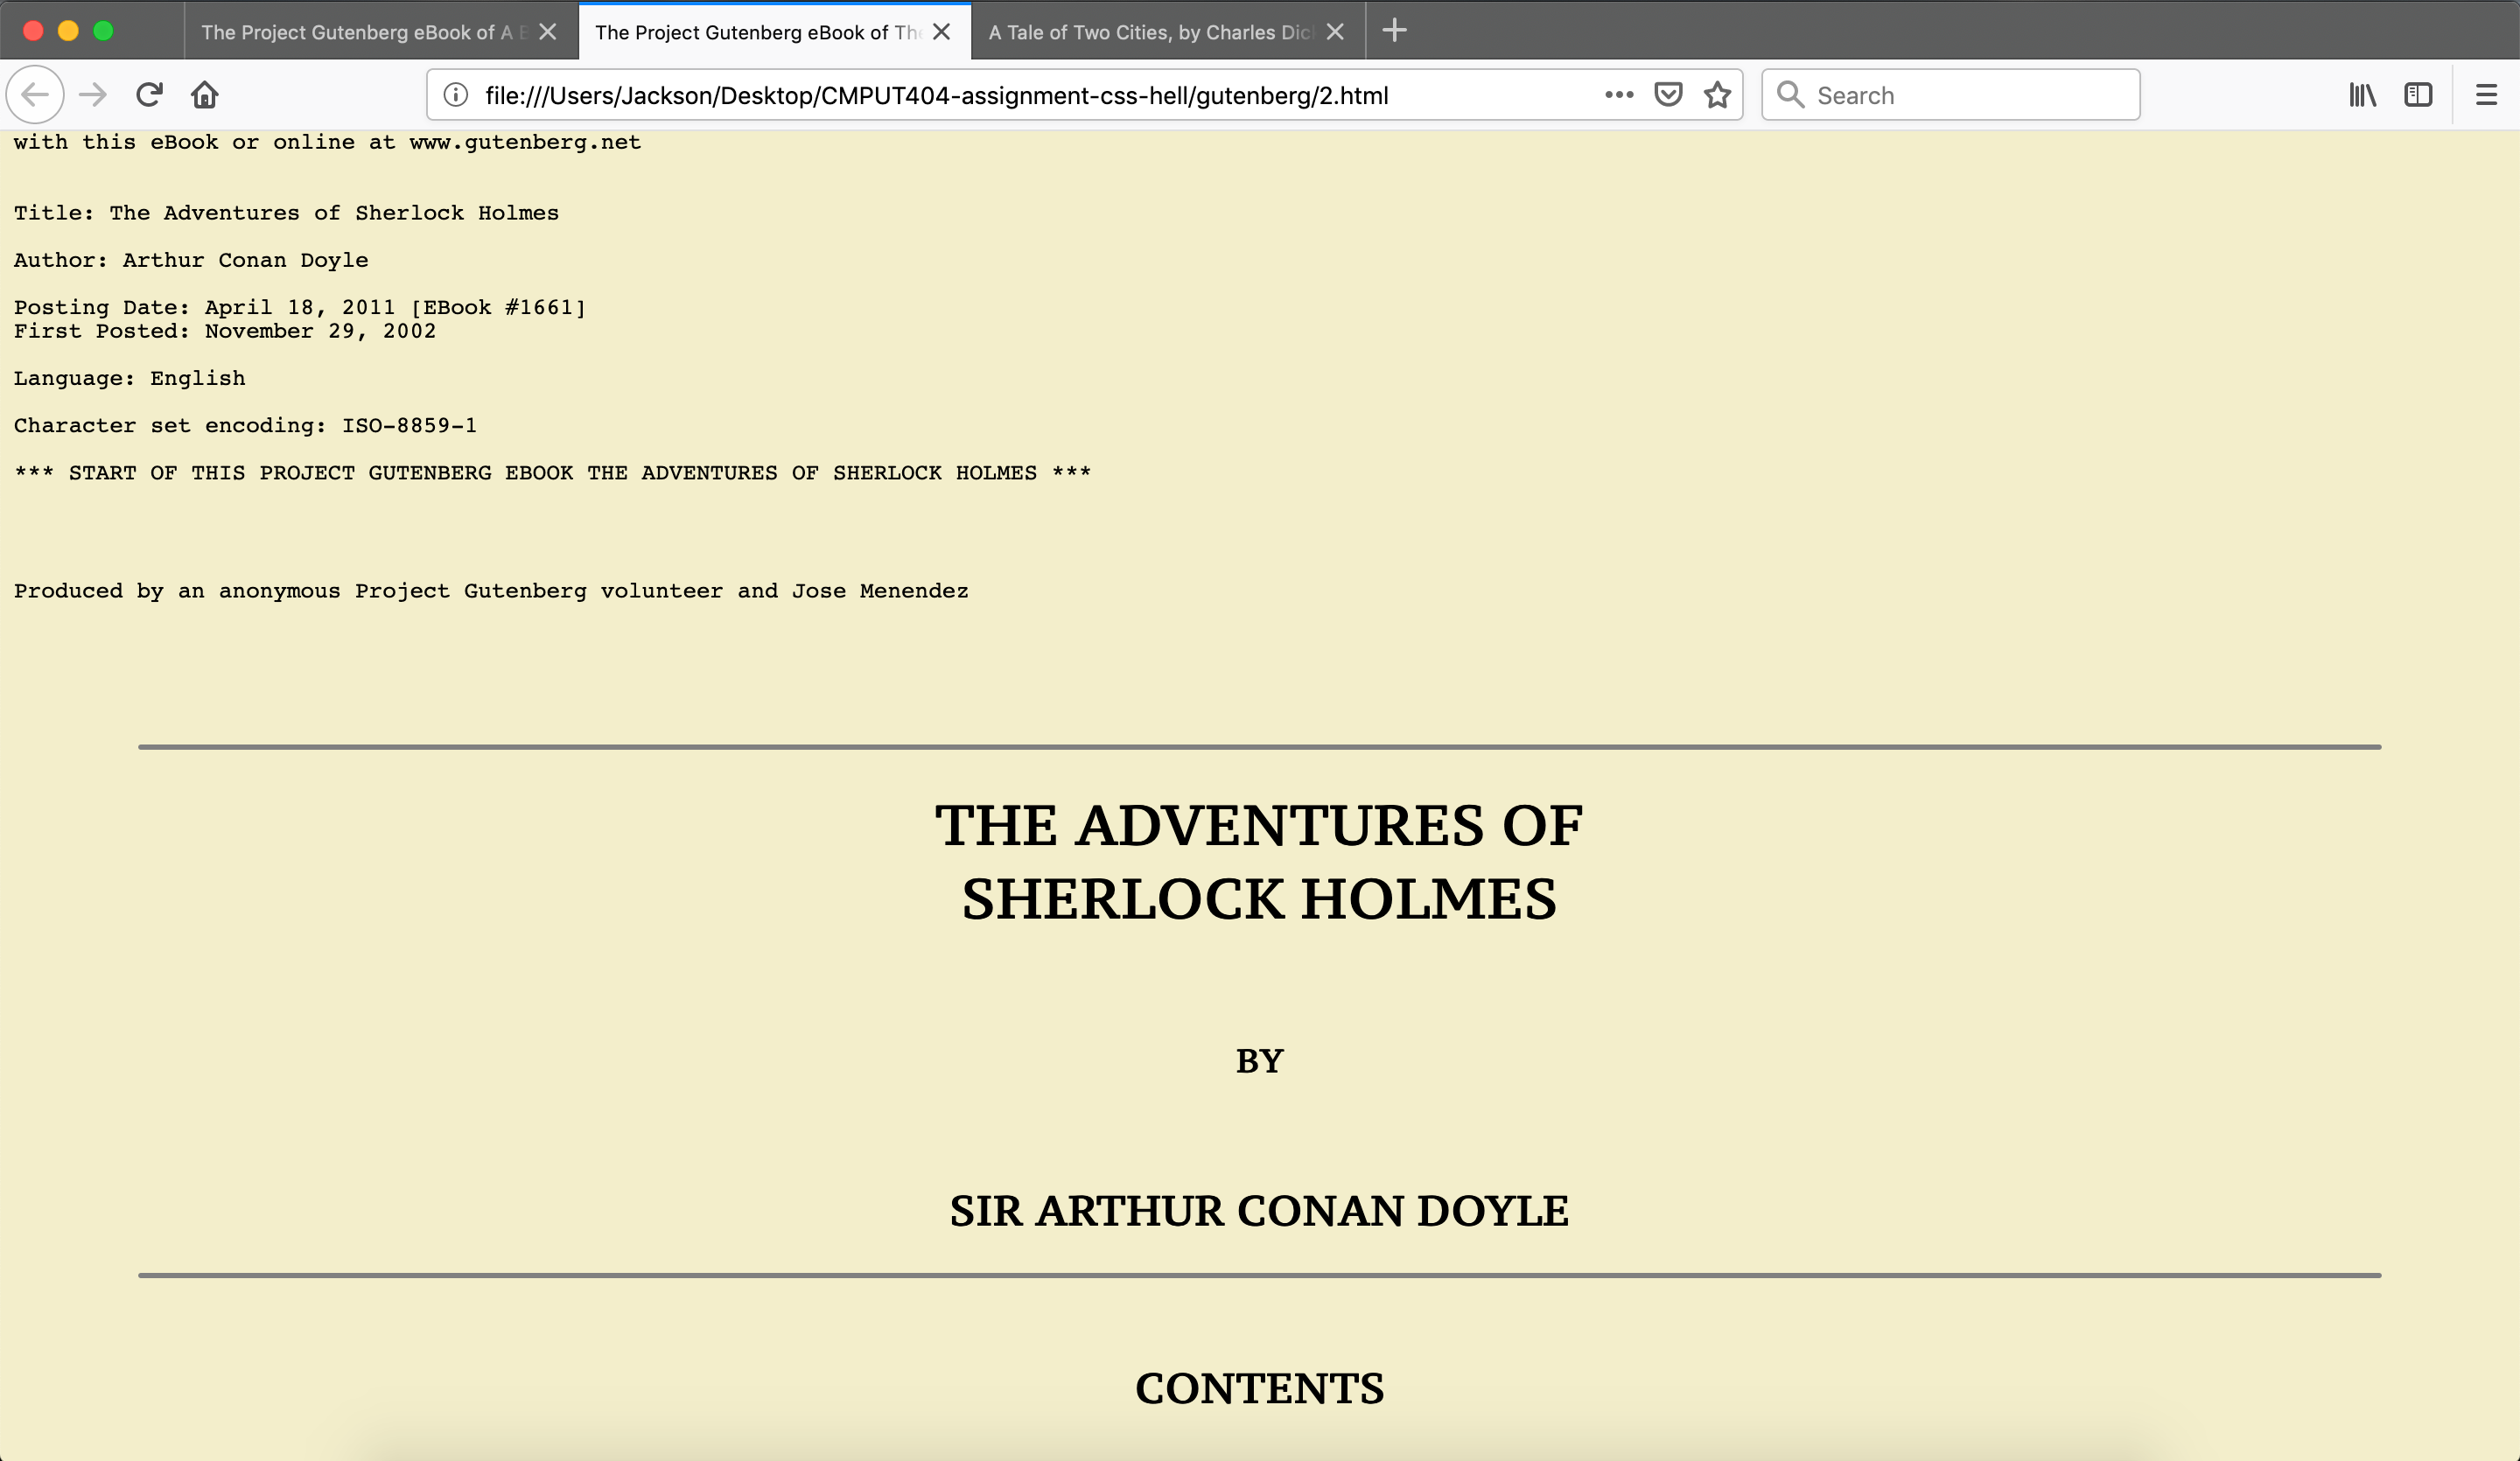 The Project Gutenberg eBook of A
The Project Gutenberg eBook of The
A Tale of Two Cities, by Charles Dic
file:///Users/Jackson/Desktop/CMPUT404-assignment-css-hell/gutenberg/2.html
Search
with this eBook or online at www.gutenberg.net
Title: The Adventures of Sherlock Holmes
Author: Arthur Conan Doyle
Posting Date: April 18, 2011 [EBook #1661]
First Posted: November 29, 2002
Language: English
Character set encoding: ISO-8859-1
*** START OF THIS PROJECT GUTENBERG EBOOK THE ADVENTURES OF SHERLOCK HOLMES ***
Produced by an anonymous Project Gutenberg volunteer and Jose Menendez
THE ADVENTURES OF
SHERLOCK HOLMES
BY
SIR ARTHUR CONAN DOYLE
CONTENTS